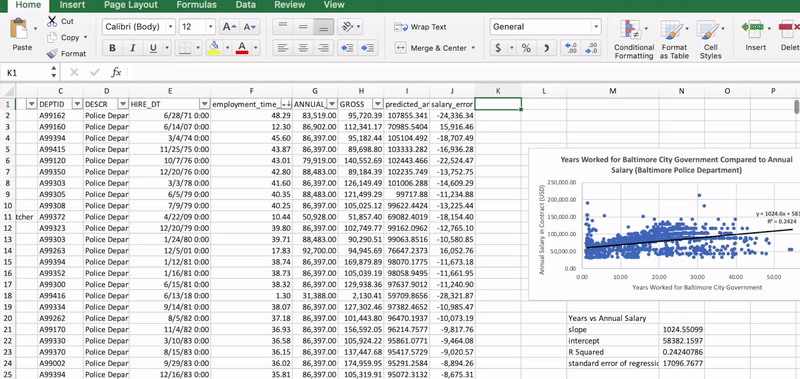 Home Insert Page Layout Formulas Data Review View
Paste
Cut
Copy
Format
Calibri (Body) 12 A A
B I U A
Wrap Text
Merge & Center
General
$ % )
.0 .00 .00 .0
Conditional Formatting
Format as Table
Cell Styles
Insert
Delet
K1 fx
C D E F G H I J K L M N O P
1 DEPTID DESCR HIRE_DT employment_time_ ANNUAL_ GROSS predicted_ar salary_error
2 A99162 Police Depar 6/28/71 0:00 48.29 83,519.00 95,720.39 107855.341 -24,336.34
3 A99160 Police Depar 6/14/07 0:00 12.30 86,902.00 112,341.17 70985.5404 15,916.46
4 A99394 Police Depar 3/4/74 0:00 45.60 86,397.00 95,182.44 105104.492 -18,707.49
5 A99415 Police Depar 11/25/75 0:00 43.87 86,397.00 89,698.80 103333.282 -16,936.28
6 A99120 Police Depar 10/7/76 0:00 43.01 79,919.00 140,552.69 102443.466 -22,524.47
7 A99350 Police Depar 12/20/76 0:00 42.80 88,483.00 89,184.39 102235.749 -13,752.75
8 A99303 Police Depar 3/3/78 0:00 41.60 86,397.00 126,149.49 101006.288 -14,609.29
9 A99305 Police Depar 6/5/79 0:00 40.35 88,483.00 121,499.29 99717.88 -11,234.88
10 A99308 Police Depar 7/9/79 0:00 40.25 86,397.00 105,025.12 99622.4424 -13,225.44
11 tcher A99372 Police Depar 4/22/09 0:00 10.44 50,928.00 51,857.40 69082.4019 -18,154.40
12 A99323 Police Depar 12/20/79 0:00 39.80 86,397.00 102,749.77 99162.0962 -12,765.10
13 A99303 Police Depar 1/24/80 0:00 39.71 88,483.00 90,290.51 99063.8516 -10,580.85
14 A99263 Police Depar 12/5/01 0:00 17.83 92,700.00 94,945.69 76647.2373 16,052.76
15 A99394 Police Depar 1/12/81 0:00 38.74 86,397.00 169,879.89 98070.1775 -11,673.18
16 A99352 Police Depar 1/16/81 0:00 38.73 86,397.00 105,039.19 98058.9495 -11,661.95
17 A99300 Police Depar 6/15/81 0:00 38.32 86,397.00 129,938.36 97637.9012 -11,240.90
18 A99416 Police Depar 6/13/18 0:00 1.30 31,388.00 2,130.41 59709.8656 -28,321.87
19 A99334 Police Depar 9/14/81 0:00 38.07 86,397.00 127,302.46 97382.4652 -10,985.47
20 A99262 Police Depar 8/5/82 0:00 37.18 86,397.00 101,443.80 96470.1937 -10,073.19
21 A99170 Police Depar 11/4/82 0:00 36.93 86,397.00 156,592.05 96214.7577 -9,817.76
22 A99330 Police Depar 3/10/83 0:00 36.58 86,397.00 105,924.22 95861.0771 -9,464.08
23 A99370 Police Depar 8/15/83 0:00 36.15 86,397.00 137,447.68 95417.5729 -9,020.57
24 A99002 Police Depar 9/29/83 0:00 36.02 86,397.00 174,959.95 95291.2584 -8,894.26
25 A99394 Police Depar 12/16/83 0:00 35.81 86,397.00 105,319.91 95072.3132 -8,675.31
Years Worked for Baltimore City Government Compared to Annual
Salary (Baltimore Police Department)
Annual Salary in Contract (USD)
250,000.00
200,000.00
150,000.00
100,000.00
50,000.00
0.00
y = 1024.6x + 583
R² = 0.2424
0.00 10.00 20.00 30.00 40.00 50.00
Years Worked for Baltimore City Government
Years vs Annual Salary
slope 1024.55099
intercept 58382.1597
R Squared 0.24240786
standard error of regressic 17096.7677